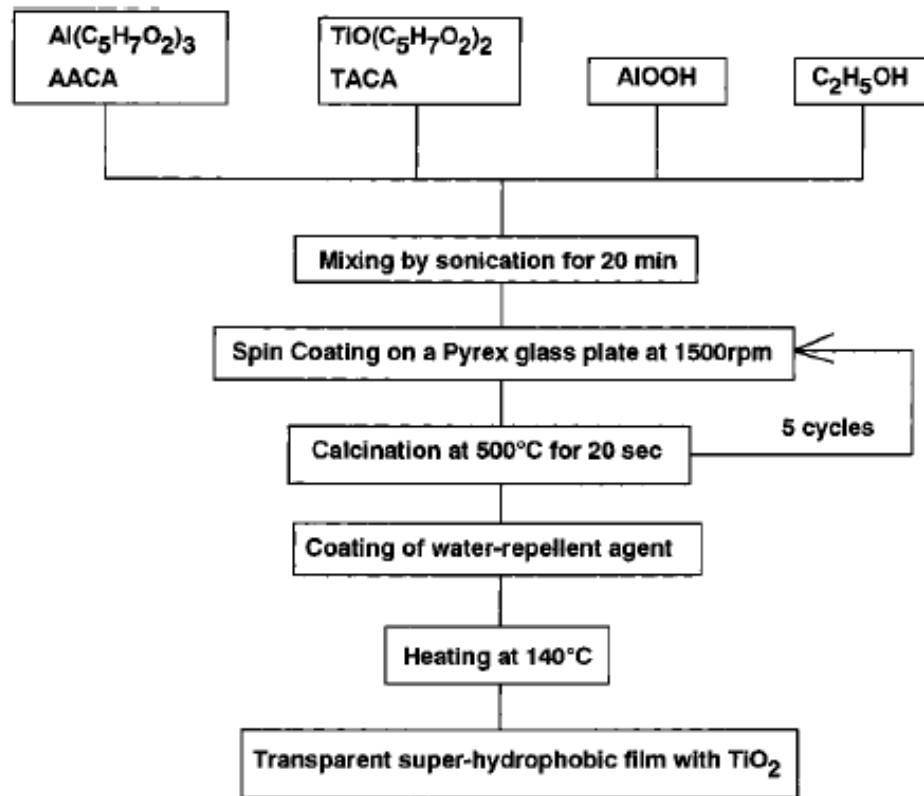 Al(C5H7O2)3
AACA
TiO(C5H7O2)2
TACA
AlOOH
C2H5OH
Mixing by sonication for 20 min
Spin Coating on a Pyrex glass plate at 1500rpm
5 cycles
Calcination at 500°C for 20 sec
Coating of water-repellent agent
Heating at 140°C
Transparent super-hydrophobic film with TiO2